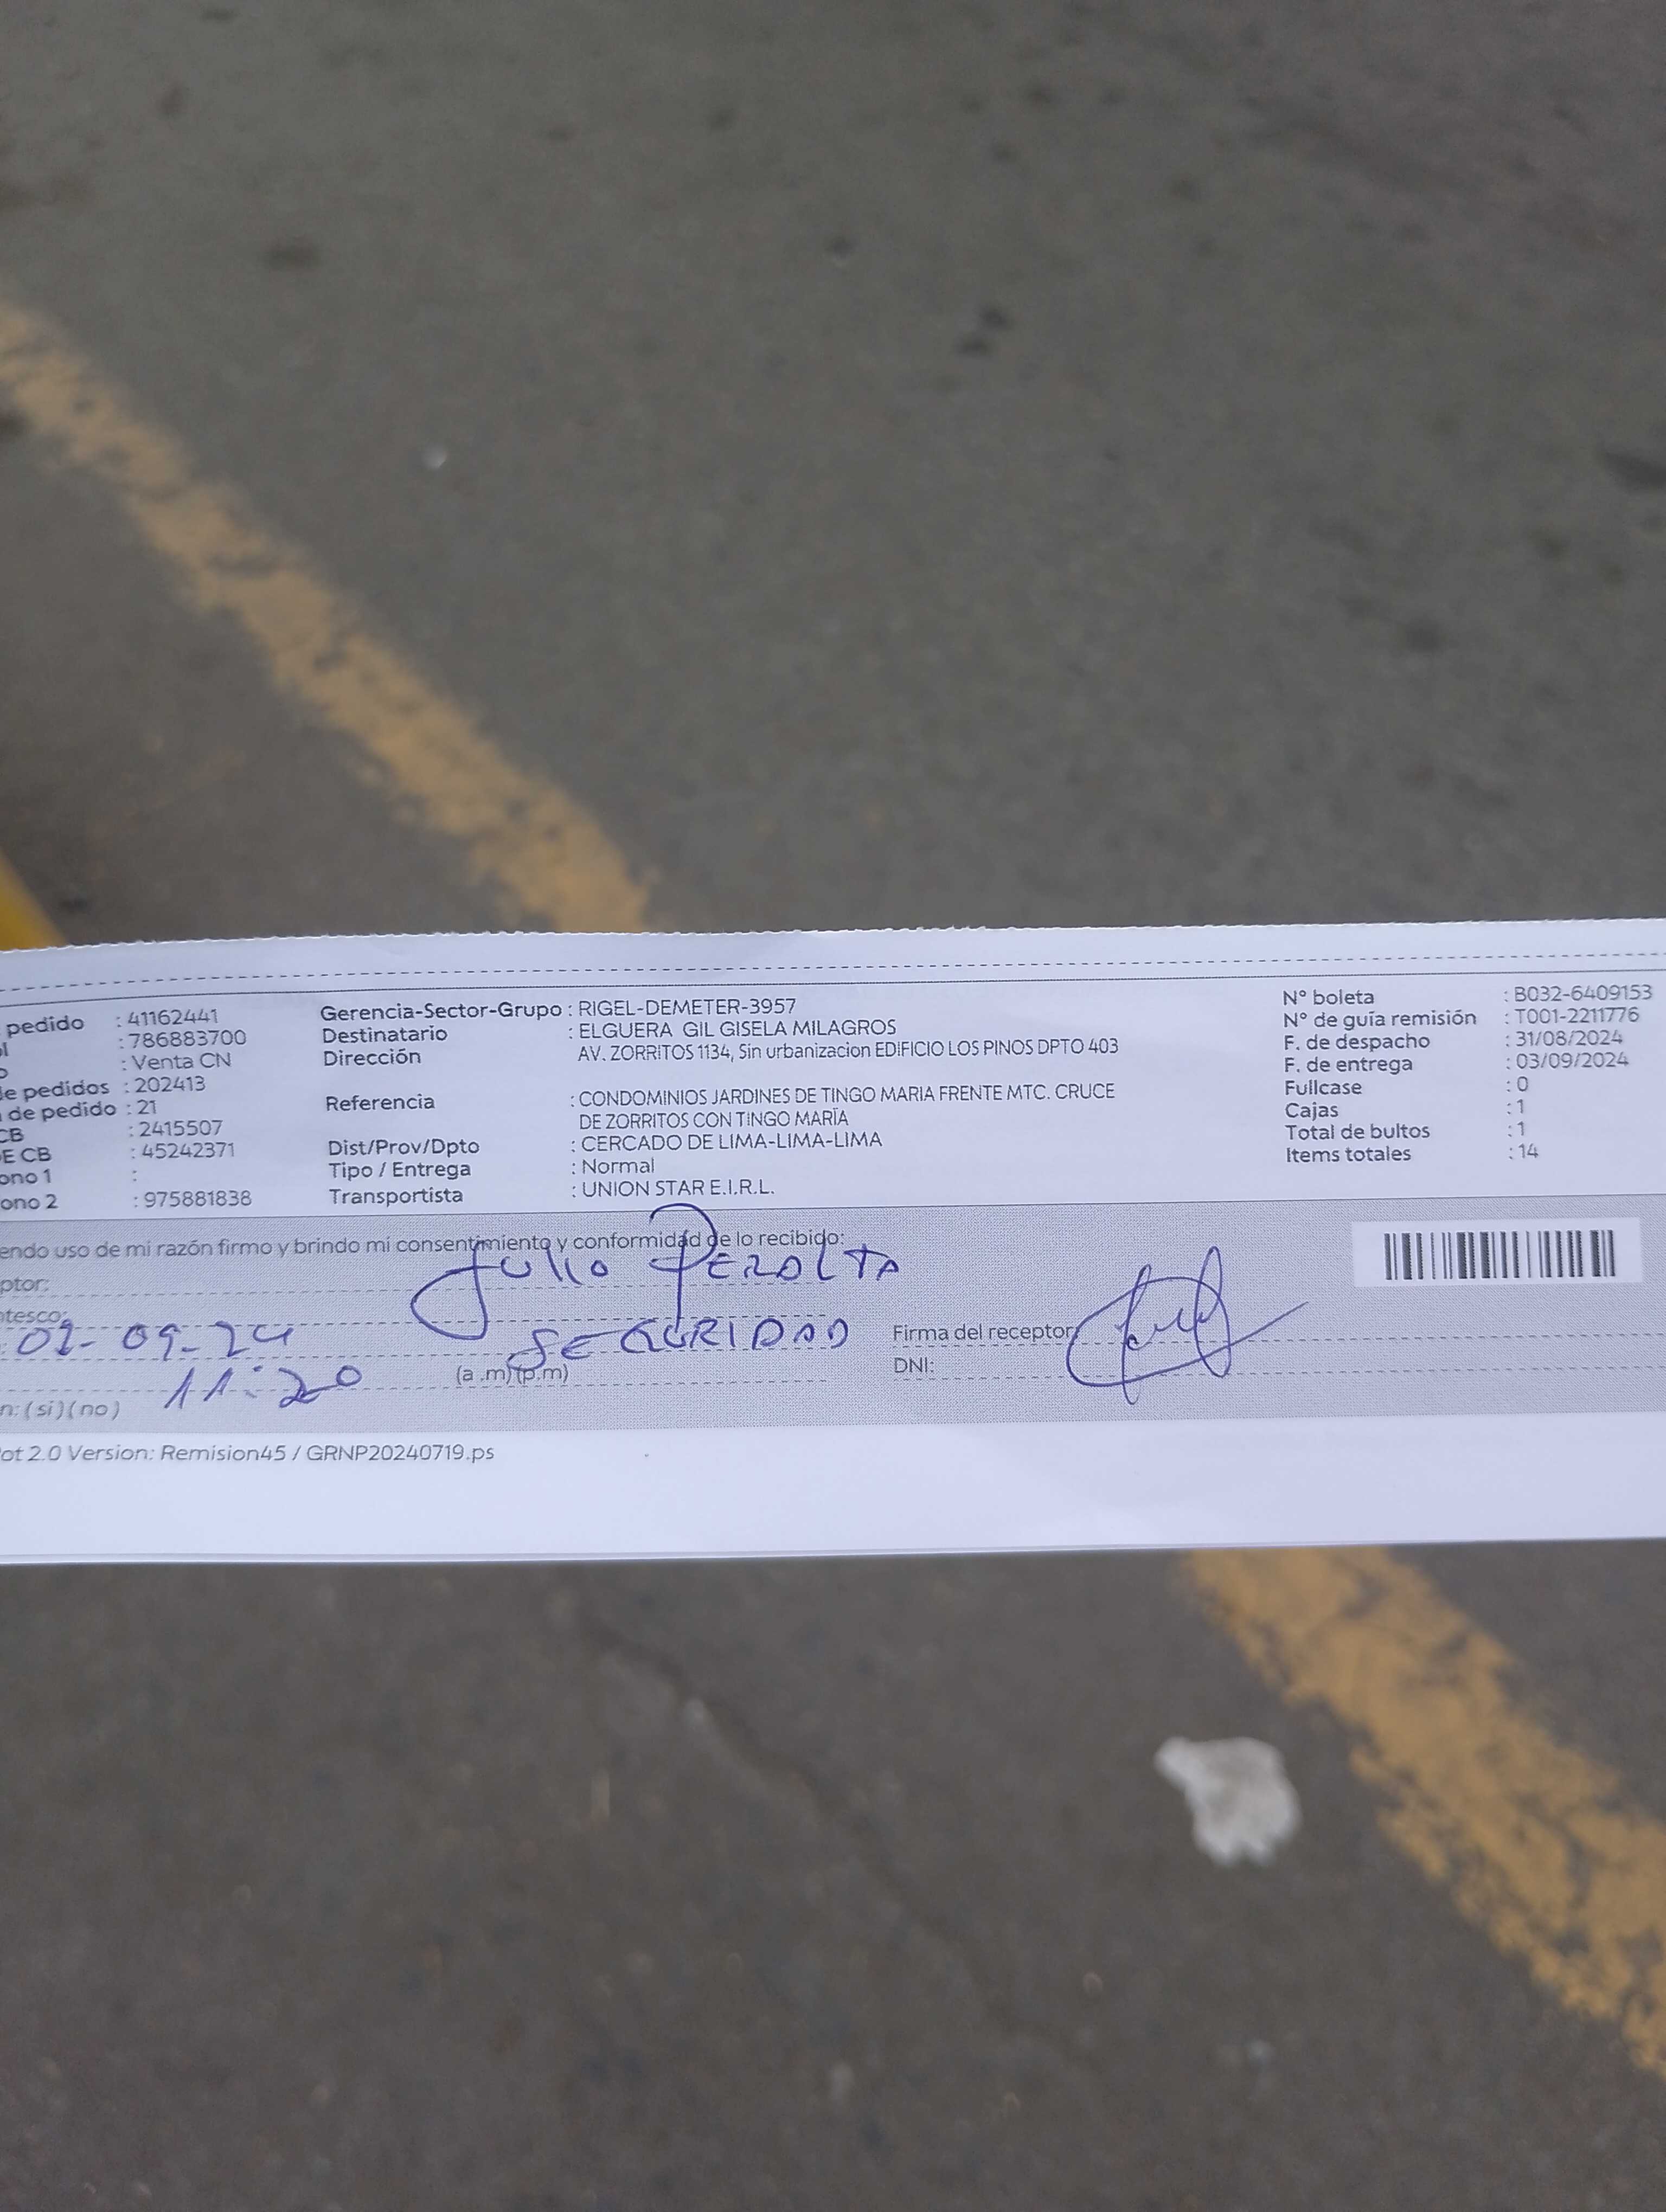 pedido : 41162441
: 786883700
: Venta CN
de pedidos : 202413
de pedido : 21
CB : 2415507
E CB : 45242371
ono 1 :
ono 2 : 975881838
Gerencia-Sector-Grupo : RIGEL-DEMETER-3957
Destinatario : ELGUERA GIL GISELA MILAGROS
Dirección AV. ZORRITOS 1134, Sin urbanizacion EDIFICIO LOS PINOS DPTO 403
Referencia : CONDOMINIOS JARDINES DE TINGO MARIA FRENTE MTC. CRUCE
DE ZORRITOS CON TINGO MARÍA
Dist/Prov/Dpto : CERCADO DE LIMA-LIMA-LIMA
Tipo / Entrega : Normal
Transportista : UNION STAR E.I.R.L.
N° boleta : B032-6409153
N° de guía remisión : T001-2211776
F. de despacho : 31/08/2024
F. de entrega : 03/09/2024
Fullcase : 0
Cajas : 1
Total de bultos : 1
Items totales : 14
endo uso de mi razón firmo y brindo mi consentimiento y conformidad de lo recibido:
ptor: Julio PERALTA
ntesco: SEGURIDAD
: 02-09-24
11:20 (a .m) (p.m)
n: ( si ) ( no )
Firma del receptor
DNI:
ot 2.0 Version: Remision45 / GRNP20240719.ps